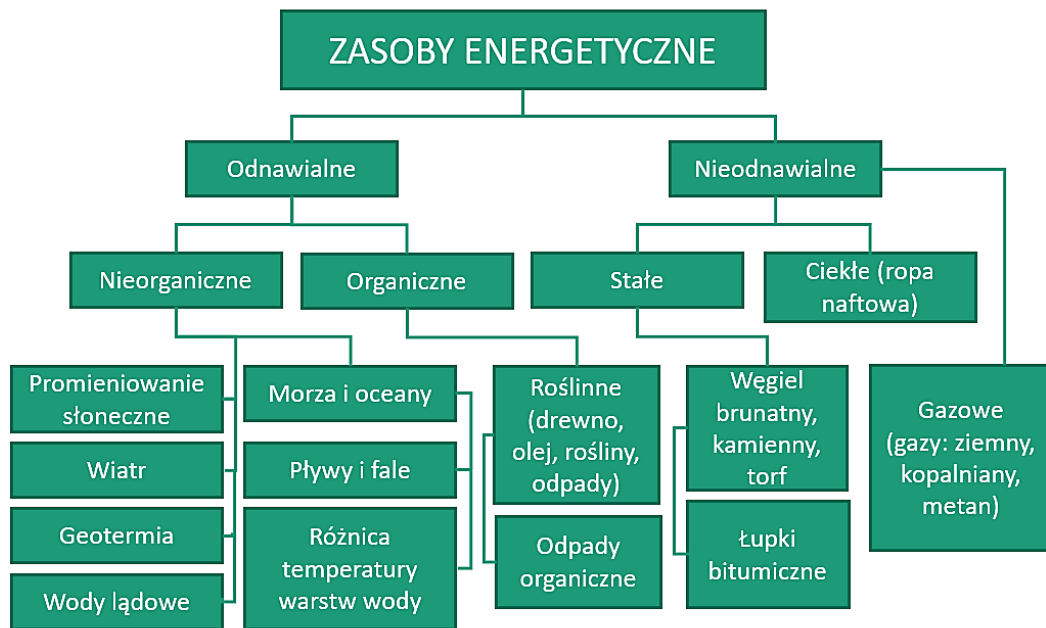 ZASOBY ENERGETYCZNE
Odnawialne
Nieodnawialne
Nieorganiczne
Organiczne
Stałe
Ciekłe (ropa
naftowa)
Promieniowanie
słoneczne
Wiatr
Geotermia
Wody lądowe
Morza i oceany
Pływy i fale
Różnica
temperatury
warstw wody
Roślinne
(drewno,
olej, rośliny,
odpady)
Odpady
organiczne
Węgiel
brunatny,
kamienny,
torf
Łupki
bitumiczne
Gazowe
(gazy: ziemny,
kopalniany,
metan)